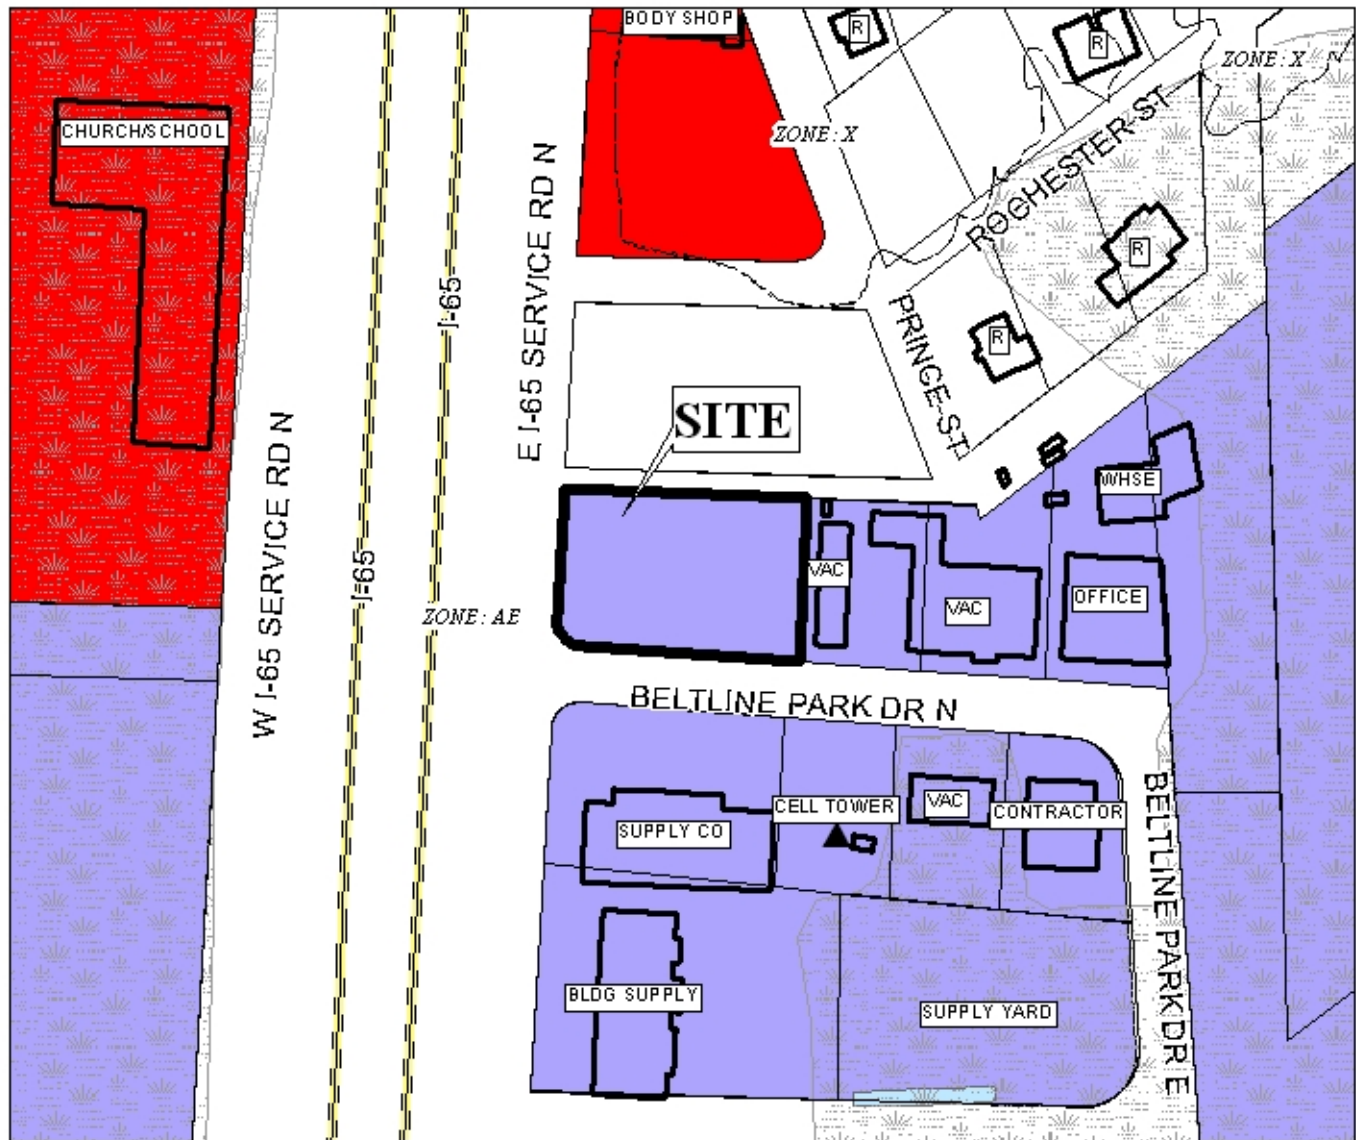 BODY SHOP
R
R
ZONE : X
CHURCH/SCHOOL
ZONE : X
ROCHESTER ST
E I-65 SERVICE RD N
R
I-65
PRINCE ST
R
SITE
W I-65 SERVICE RD N
WHSE
I-65
VAC
ZONE : AE
VAC
OFFICE
BELTLINE PARK DR N
SUPPLY CO
CELL TOWER
VAC
CONTRACTOR
BELTLINE PARK DR E
BLDG SUPPLY
SUPPLY YARD